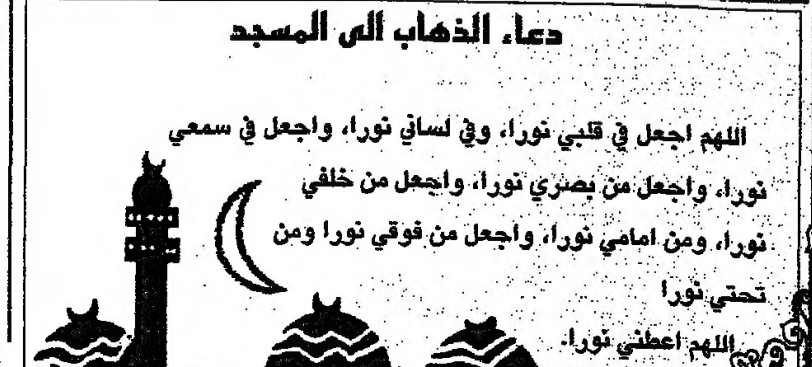 دعاء الذهاب الى المسجد
اللهم اجعل في قلبي نورا، وفي لساني نورا، واجعل في سمعي
نورا، واجعل من بصري نورا، واجعل من خلفي
نورا، ومن امامي نورا، واجعل من فوقي نورا ومن
تحتي نورا
اللهم اعطني نورا.